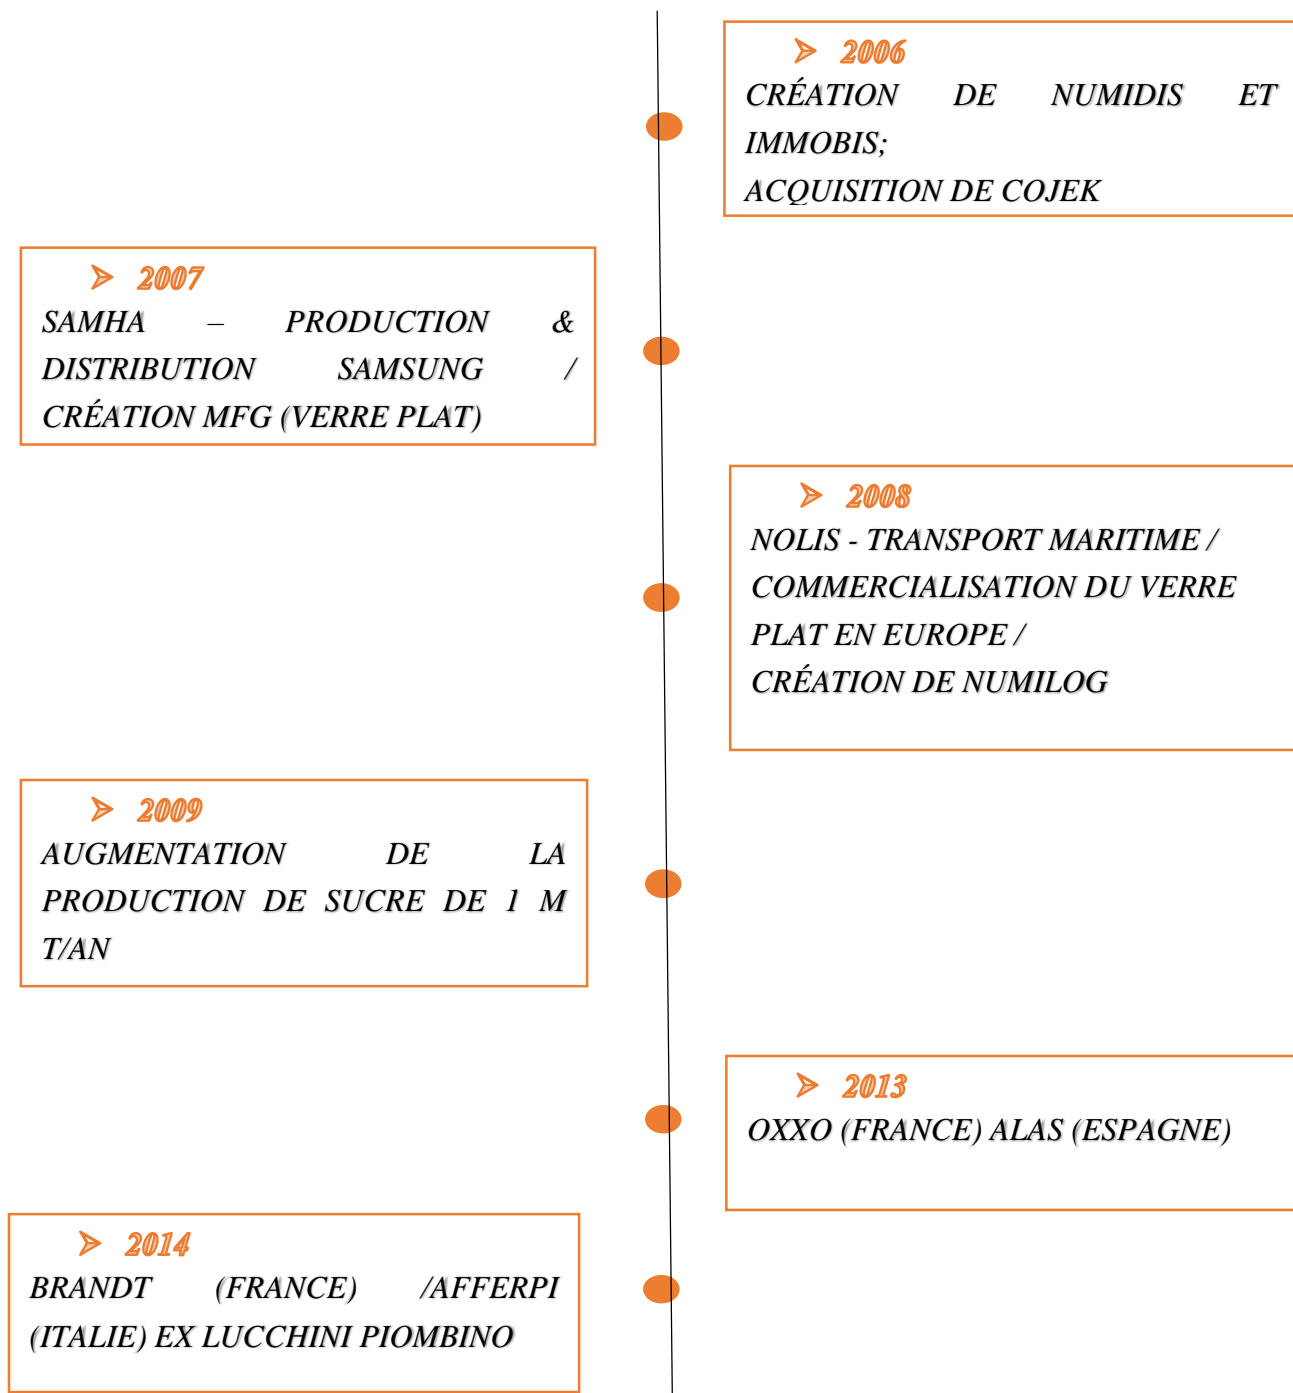 ➢ 2006
CRÉATION DE NUMIDIS ET
IMMOBIS;
ACQUISITION DE COJEK
➢ 2007
SAMHA – PRODUCTION &
DISTRIBUTION SAMSUNG /
CRÉATION MFG (VERRE PLAT)
➢ 2008
NOLIS - TRANSPORT MARITIME /
COMMERCIALISATION DU VERRE
PLAT EN EUROPE /
CRÉATION DE NUMILOG
➢ 2009
AUGMENTATION DE LA
PRODUCTION DE SUCRE DE 1 M
T/AN
➢ 2013
OXXO (FRANCE) ALAS (ESPAGNE)
➢ 2014
BRANDT (FRANCE) /AFFERPI
(ITALIE) EX LUCCHINI PIOMBINO